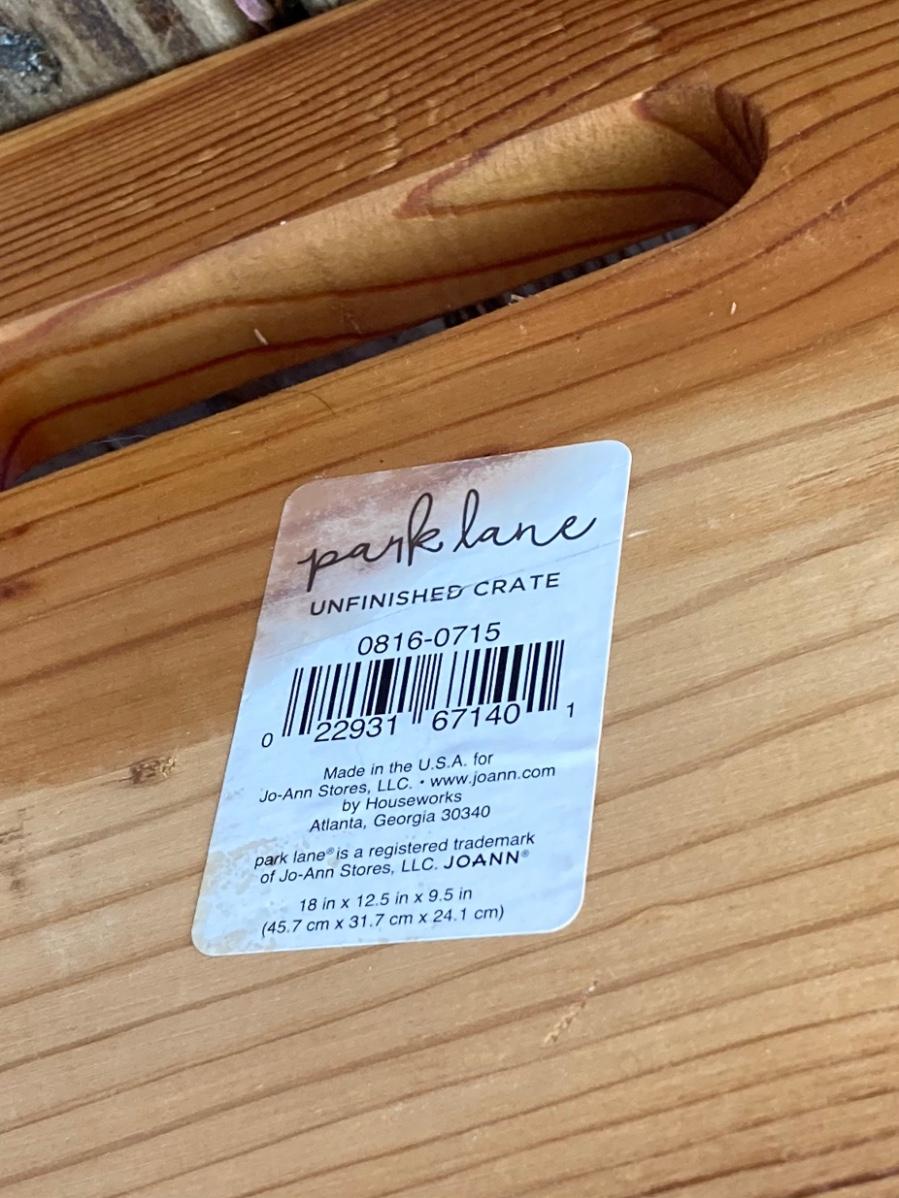 park lane
UNFINISHED CRATE
0816-0715
0 22931 67140 1
Made in the U.S.A. for
Jo-Ann Stores, LLC. • www.joann.com
by Houseworks
Atlanta, Georgia 30340
park lane® is a registered trademark
of Jo-Ann Stores, LLC. JOANN®
18 in x 12.5 in x 9.5 in
(45.7 cm x 31.7 cm x 24.1 cm)